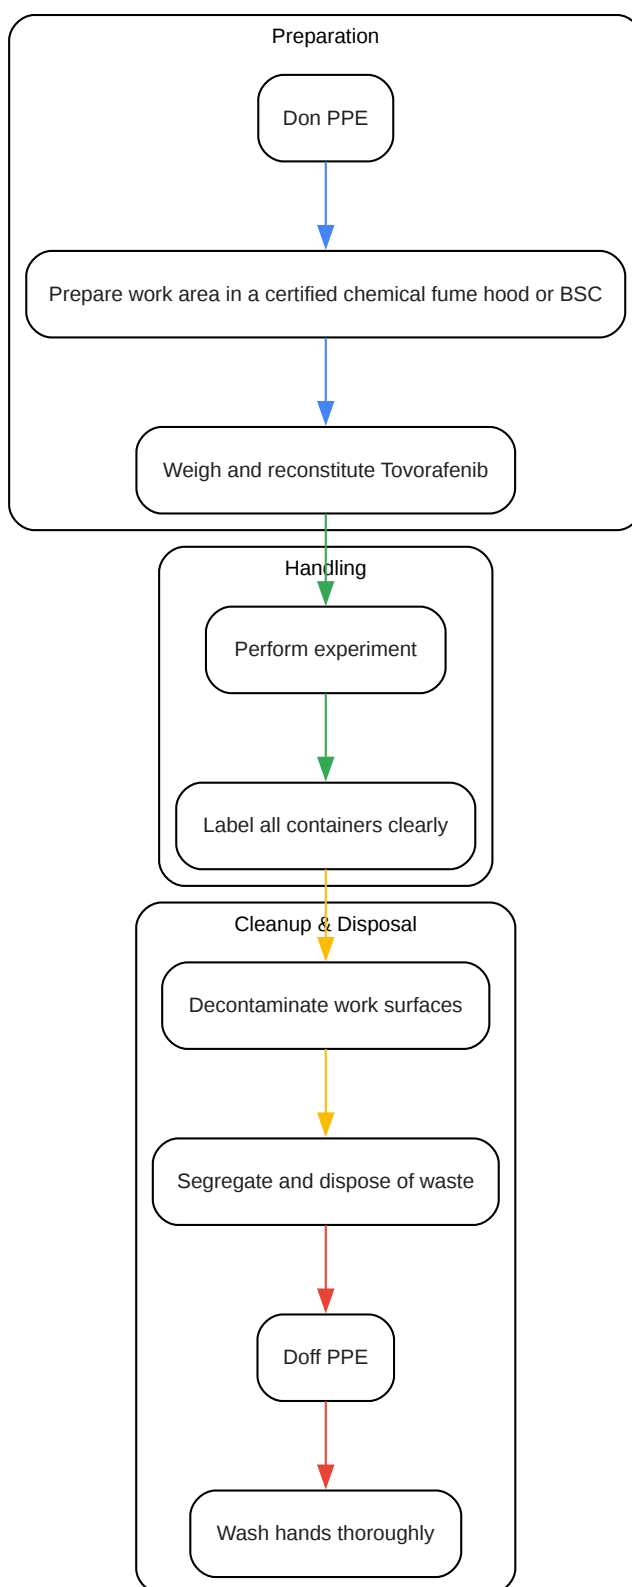 Preparation
Don PPE
Prepare work area in a certified chemical fume hood or BSC
Weigh and reconstitute Tovorafenib
Handling
Perform experiment
Label all containers clearly
Cleanup & Disposal
Decontaminate work surfaces
Segregate and dispose of waste
Doff PPE
Wash hands thoroughly